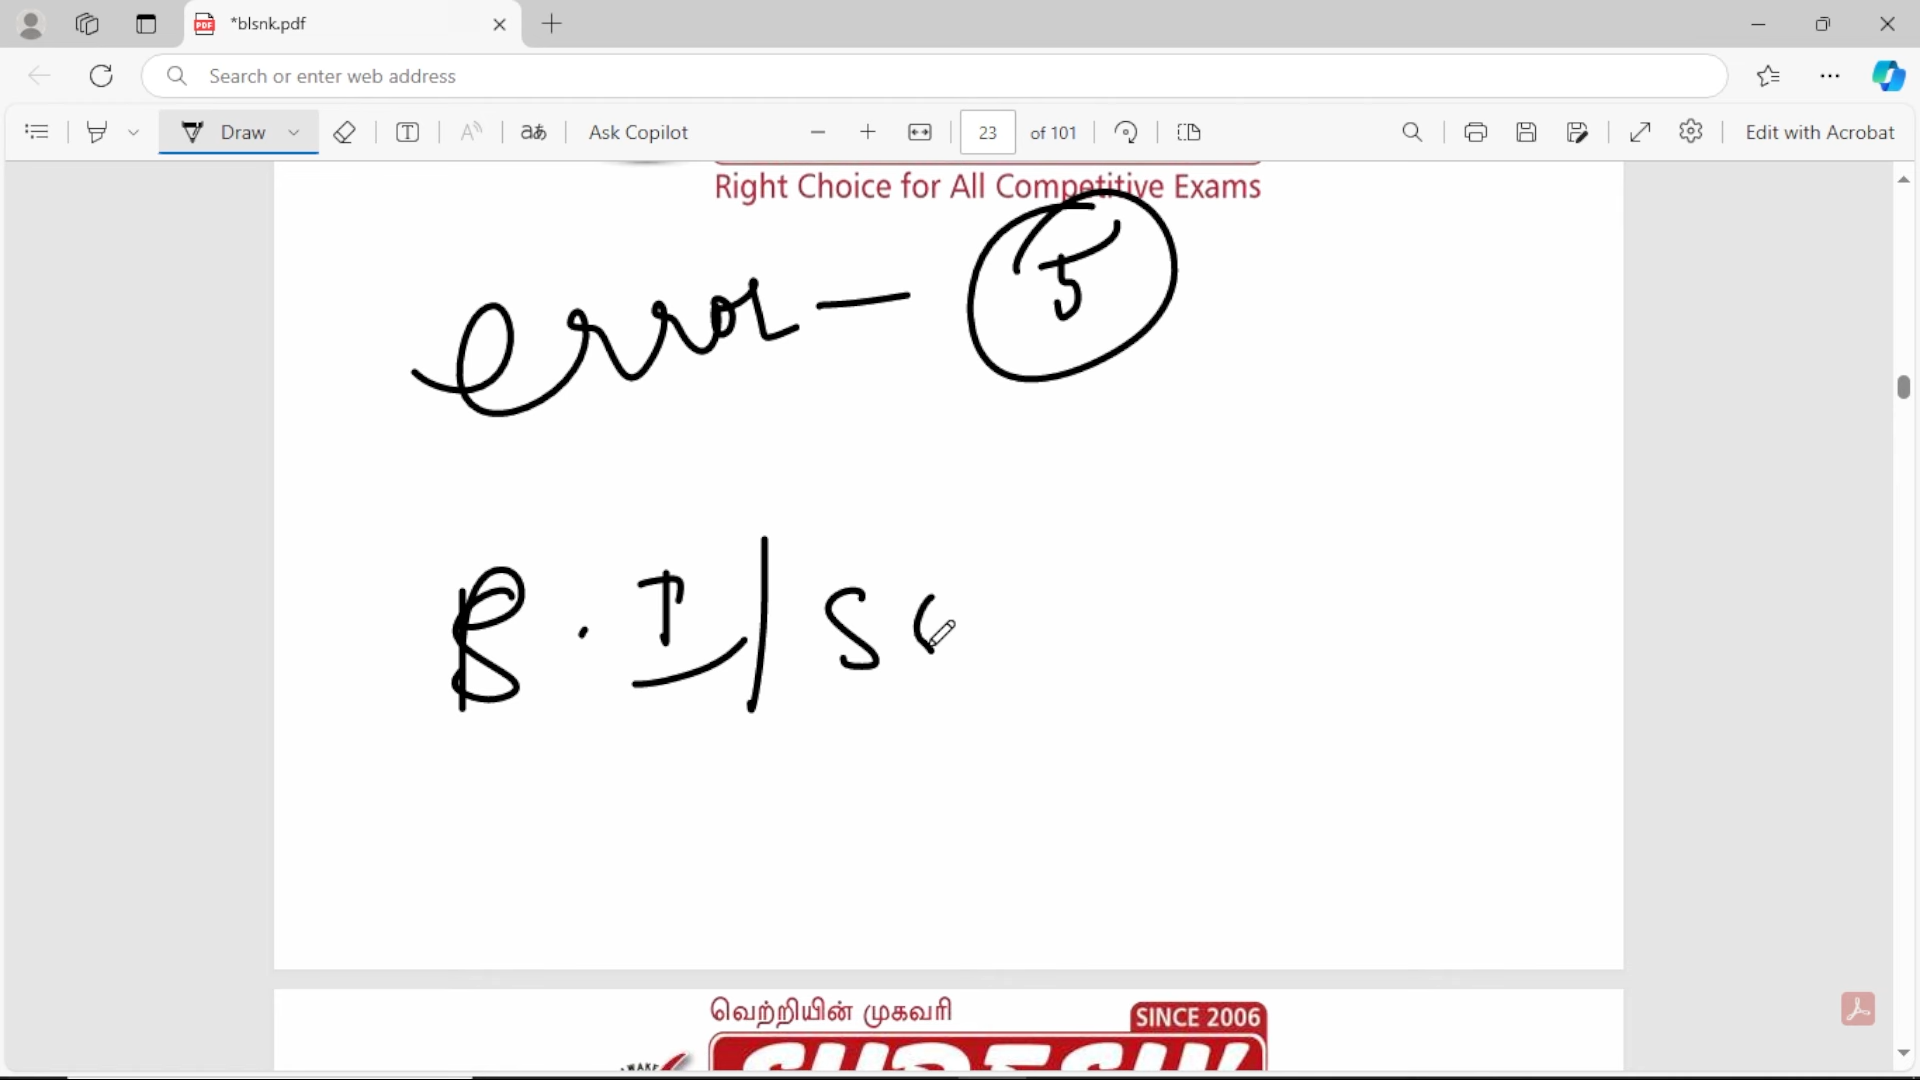 *blsnk.pdf
Search or enter web address
Draw
Ask Copilot
23 of 101
Edit with Acrobat
Right Choice for All Competitive Exams
error - 5
B. I / S
வெற்றியின் முகவரி
SINCE 2006